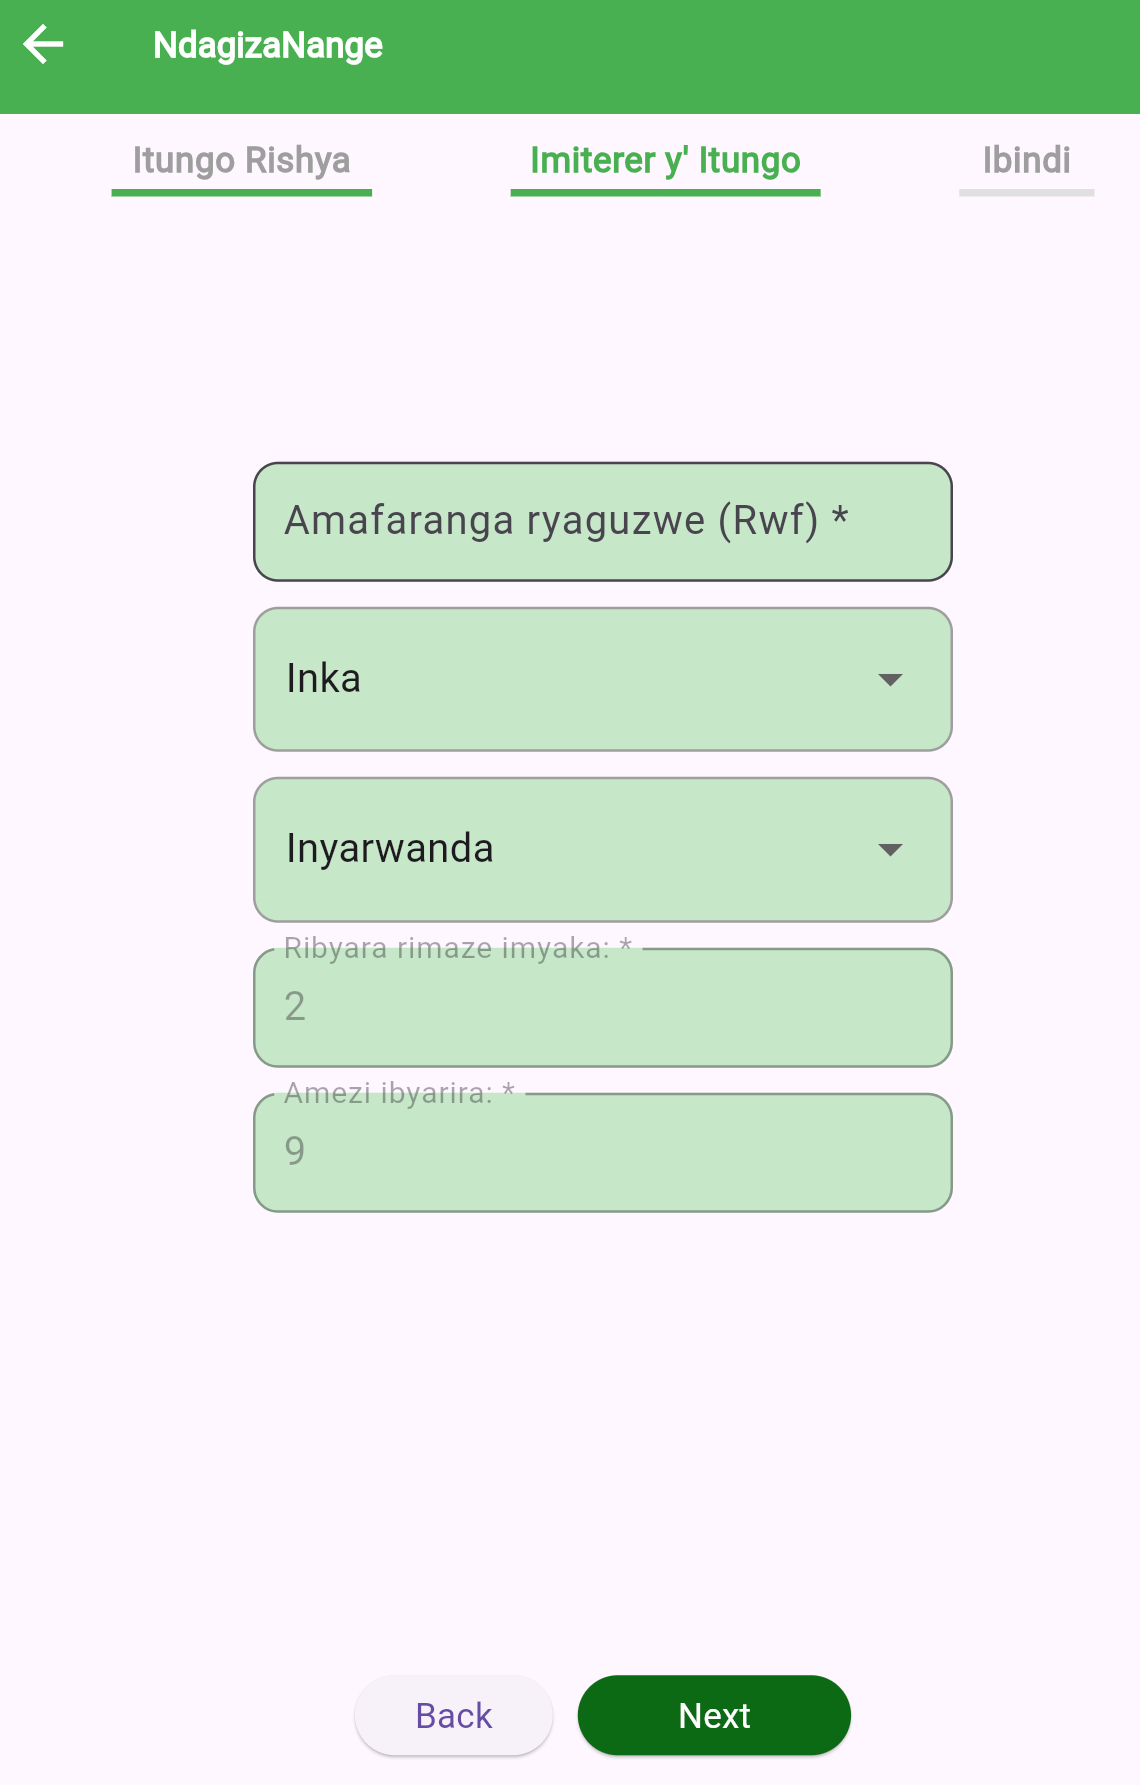 NdagizaNange
Itungo Rishya
Imiterer y' Itungo
Ibindi
Amafaranga ryaguzwe (Rwf) *
Inka
Inyarwanda
Ribyara rimaze imyaka: *
2
Amezi ibyarira: *
9
Back
Next